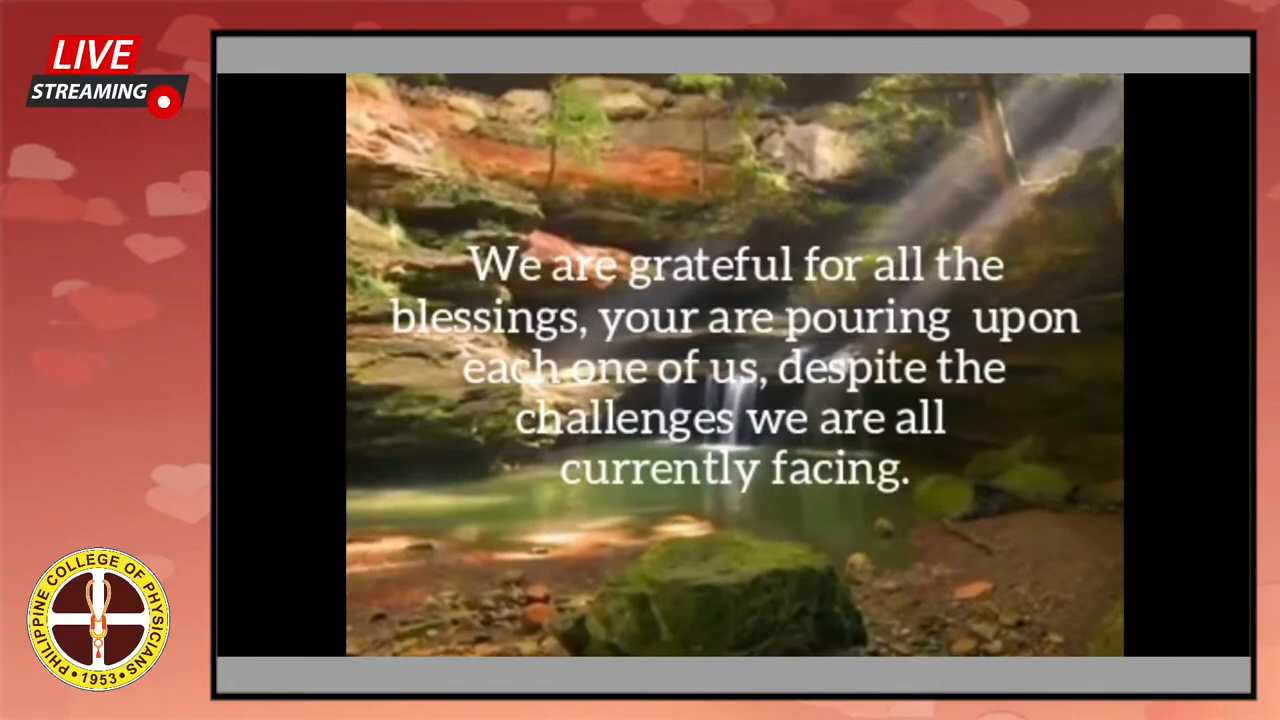 LIVE
STREAMING
We are grateful for all the
blessings, your are pouring  upon
each one of us, despite the
challenges we are all
currently facing.
PHILIPPINE COLLEGE OF PHYSICIANS
• 1953 •